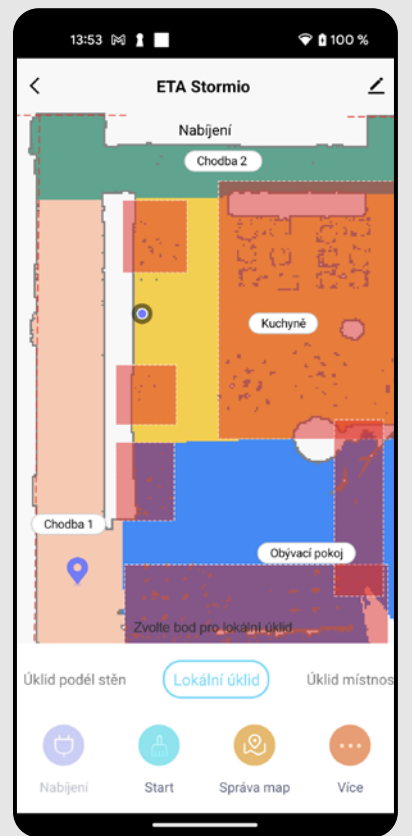 13:53
100 %
ETA Stormio
Nabíjení
Chodba 2
Kuchyně
Chodba 1
Obývací pokoj
Zvolte bod pro lokální úklid
Úklid podél stěn
Lokální úklid
Úklid místnos
Nabíjení
Start
Správa map
Více